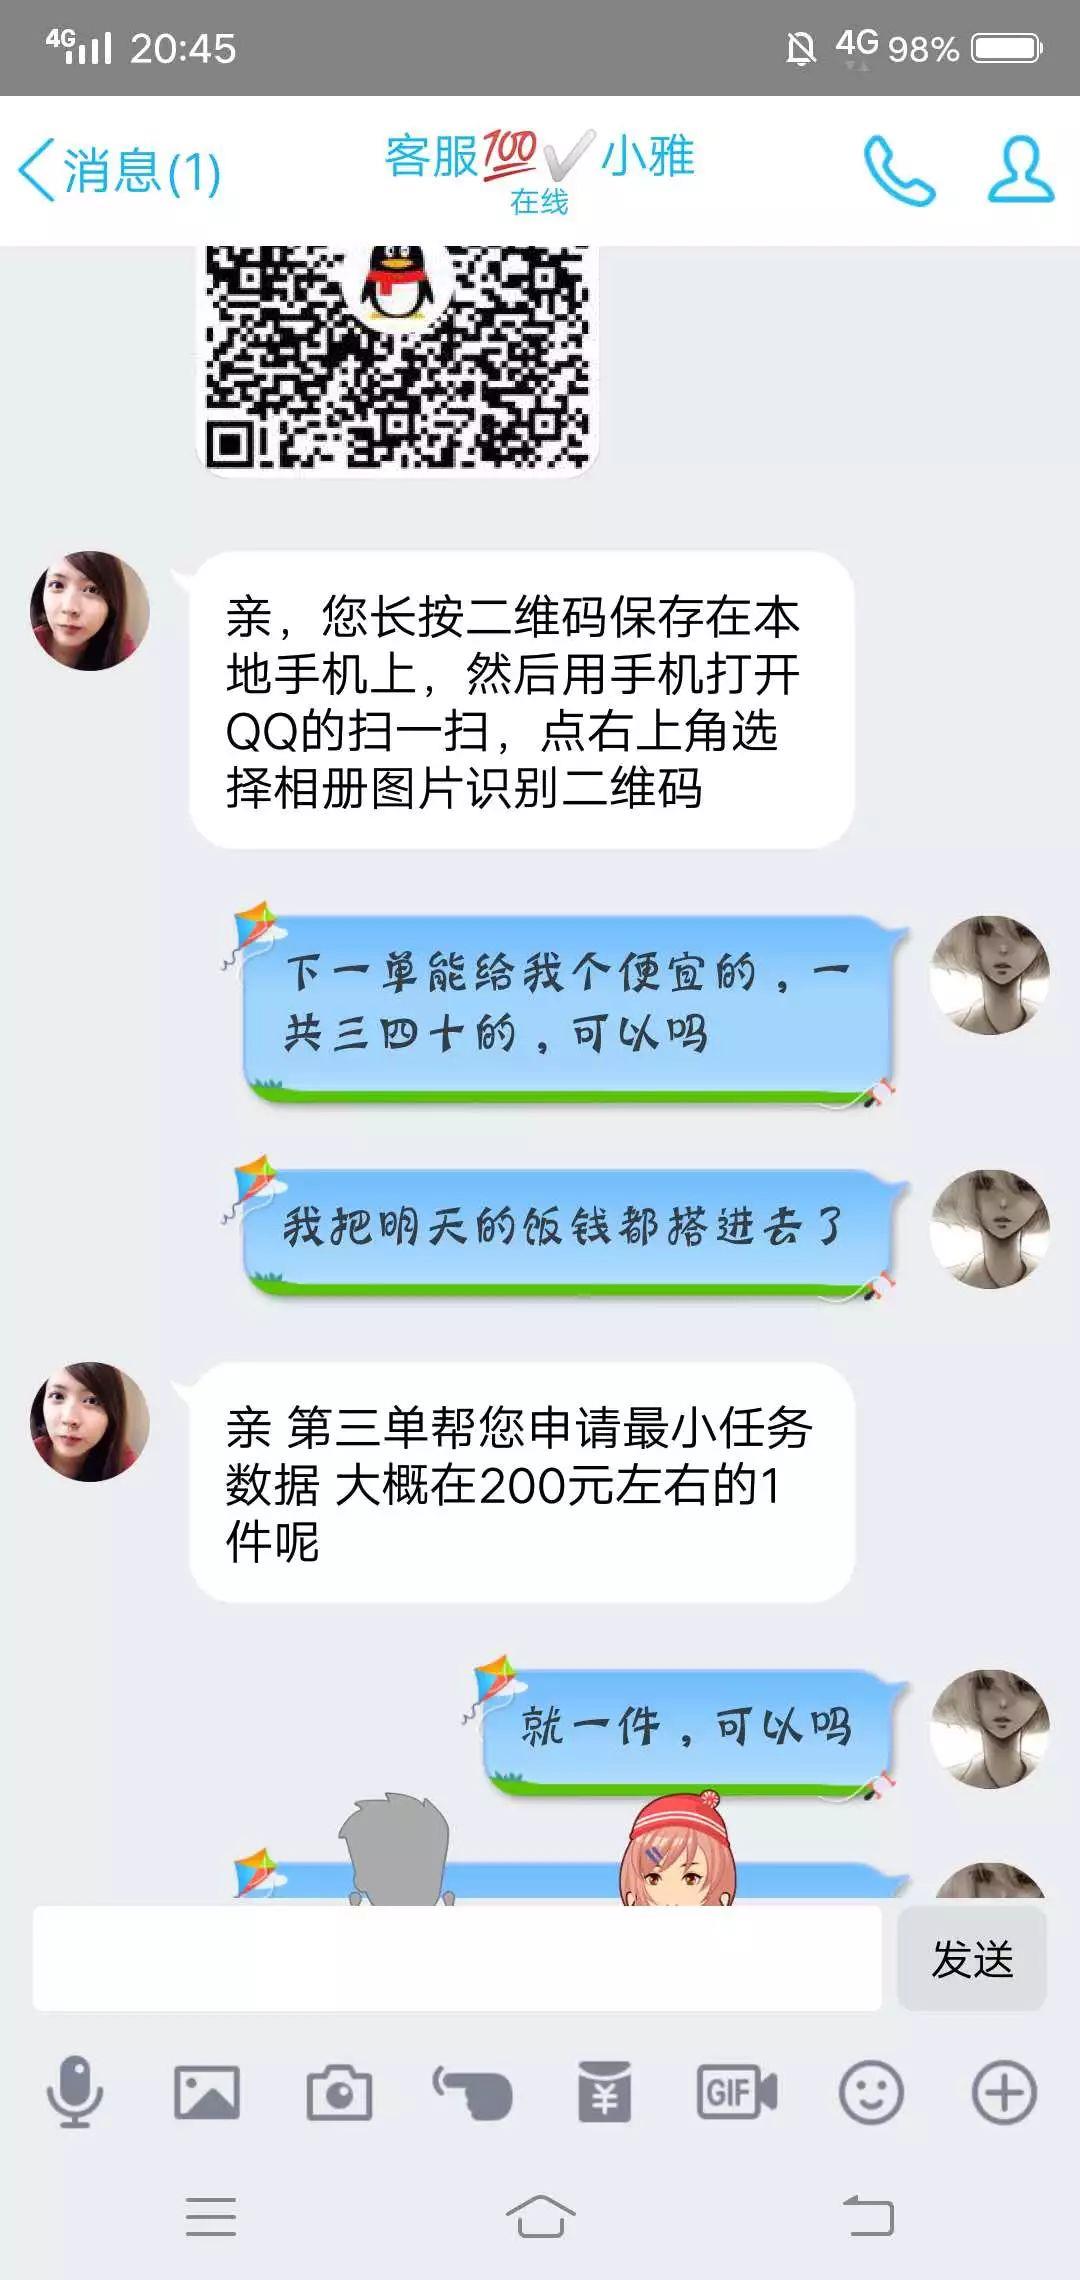 4G 20:45 4G 98%
消息(1)
客服💯✔小雅
在线
亲，您长按二维码保存在本
地手机上，然后用手机打开
QQ的扫一扫，点右上角选
择相册图片识别二维码
下一单能给我个便宜的，一
共三四十的，可以吗
我把明天的饭钱都搭进去了
亲 第三单帮您申请最小任务
数据 大概在200元左右的1
件呢
就一件，可以吗
发送
GIF